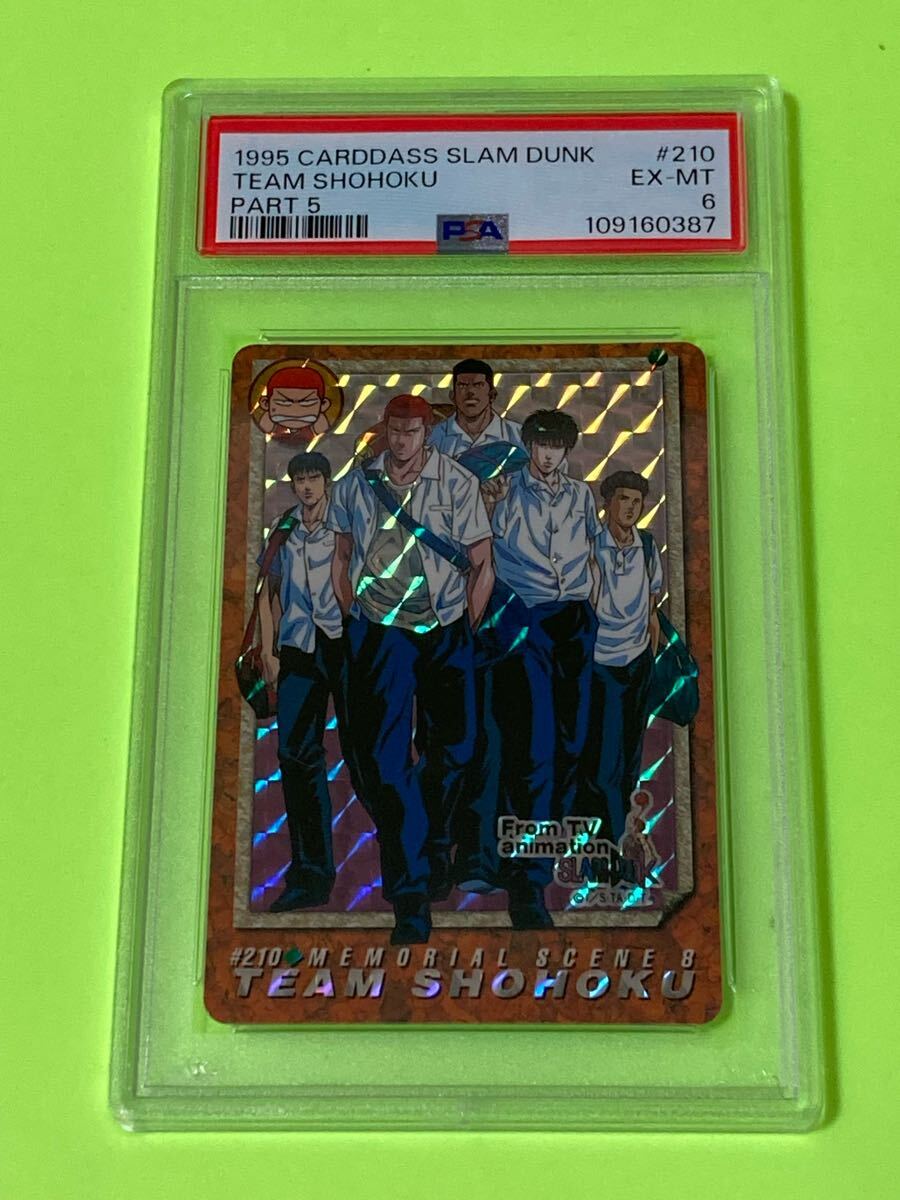 1995 CARDDASS SLAM DUNK #210
TEAM SHOHOKU EX-MT
PART 5 6
PSA 109160387
From TV
animation
SLAM DUNK
#210 MEMORIAL SCENE 8
TEAM SHOHOKU